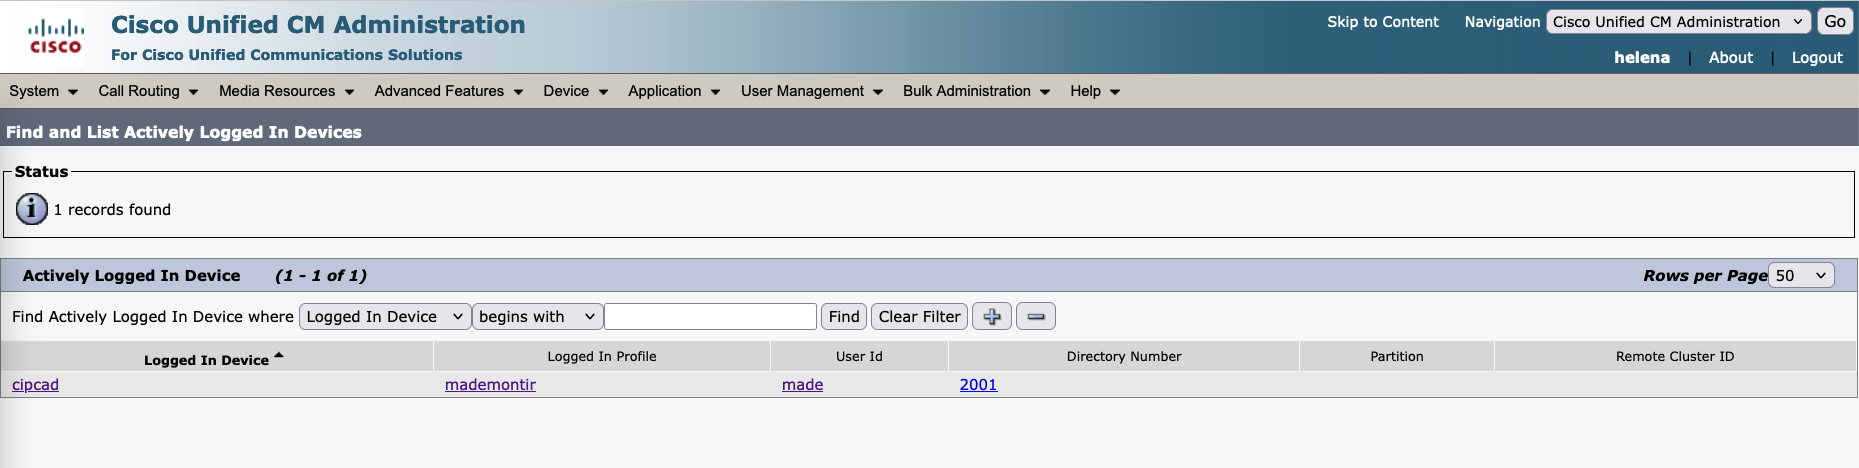 CISCO
Cisco Unified CM Administration
For Cisco Unified Communications Solutions
Skip to Content Navigation Cisco Unified CM Administration Go
helena | About | Logout
System Call Routing Media Resources Advanced Features Device Application User Management Bulk Administration Help
Find and List Actively Logged In Devices
Status
i 1 records found
Actively Logged In Device (1 - 1 of 1) Rows per Page 50
Find Actively Logged In Device where Logged In Device begins with Find Clear Filter
Logged In Device Logged In Profile User Id Directory Number Partition Remote Cluster ID
cipcad mademontir made 2001